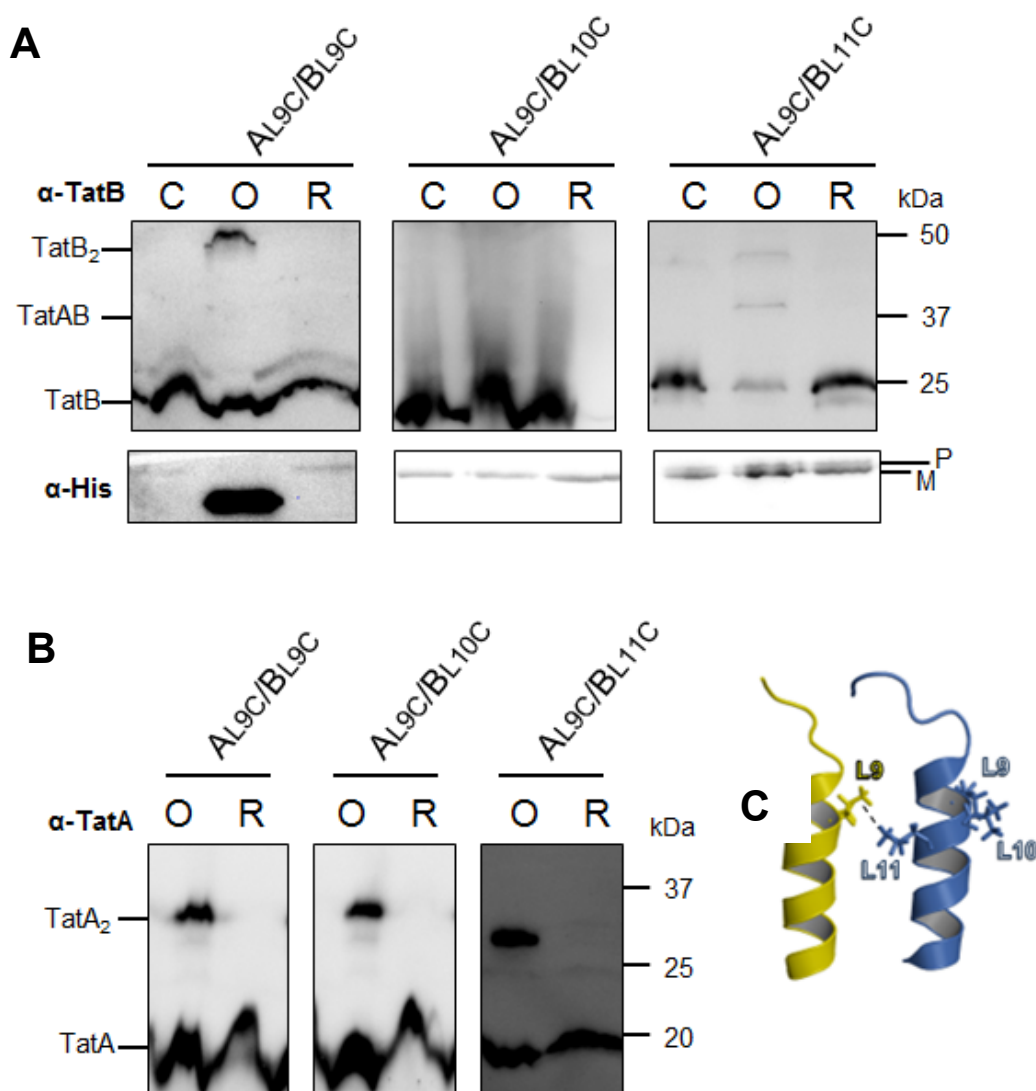 A
AL9C/BL9C
AL9C/BL10C
AL9C/BL11C
α-TatB
C O R
C O R
C O R
kDa
TatB2
TatAB
TatB
50
37
25
α-His
P
M
B
AL9C/BL9C
AL9C/BL10C
AL9C/BL11C
α-TatA
O R
O R
O R
kDa
TatA2
TatA
37
25
20
C
L9
L9
L11
L10